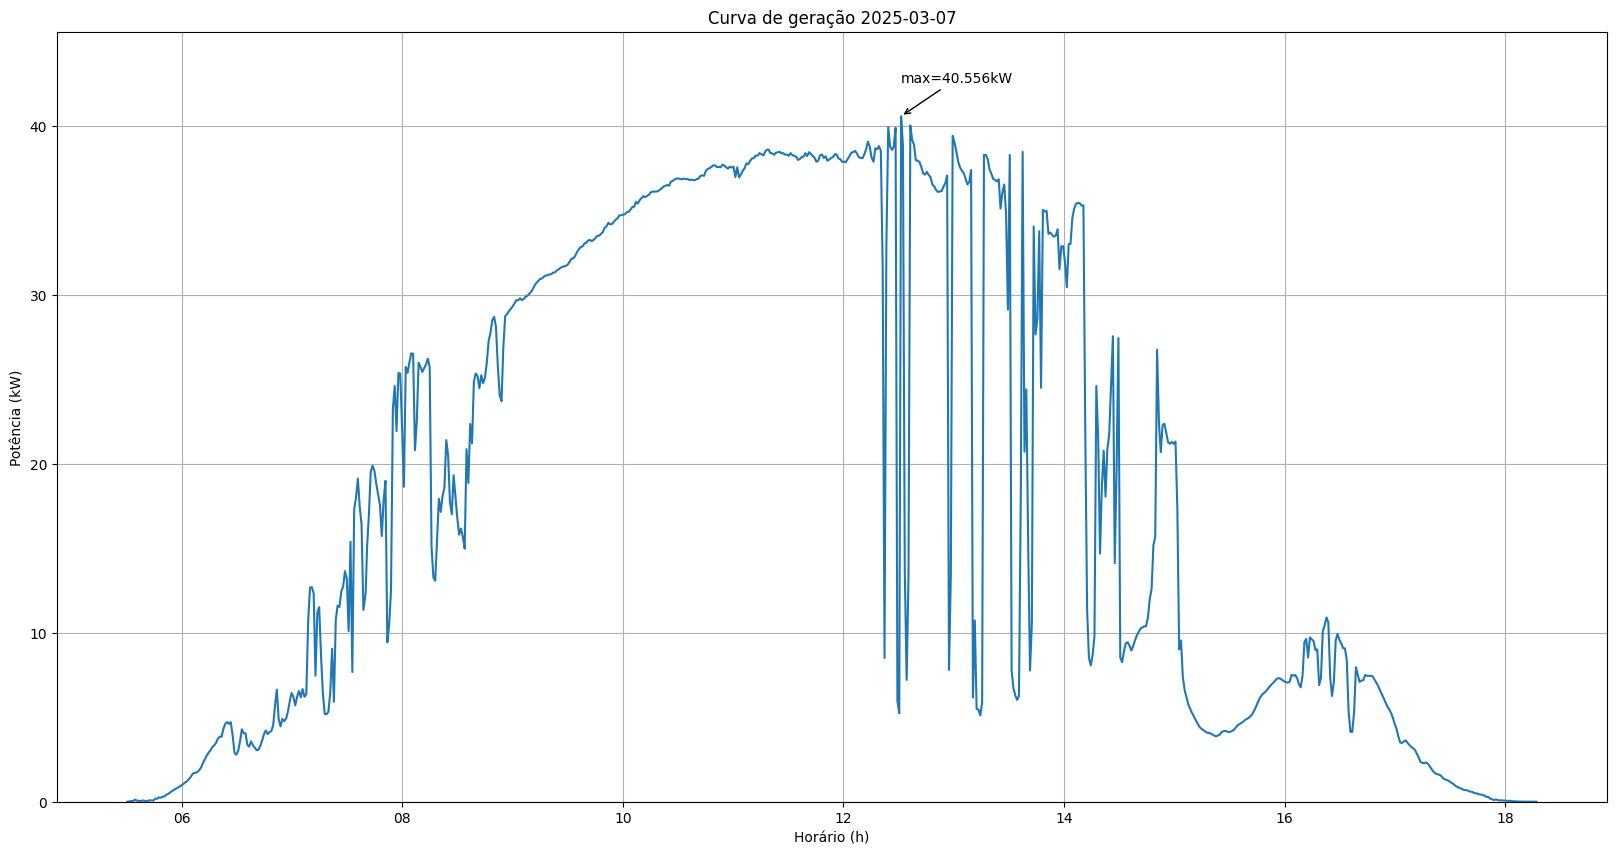 Curva de geração 2025-03-07
max=40.556kW
Potência (kW)
40
30
20
10
0
06 08 10 12 14 16 18
Horário (h)